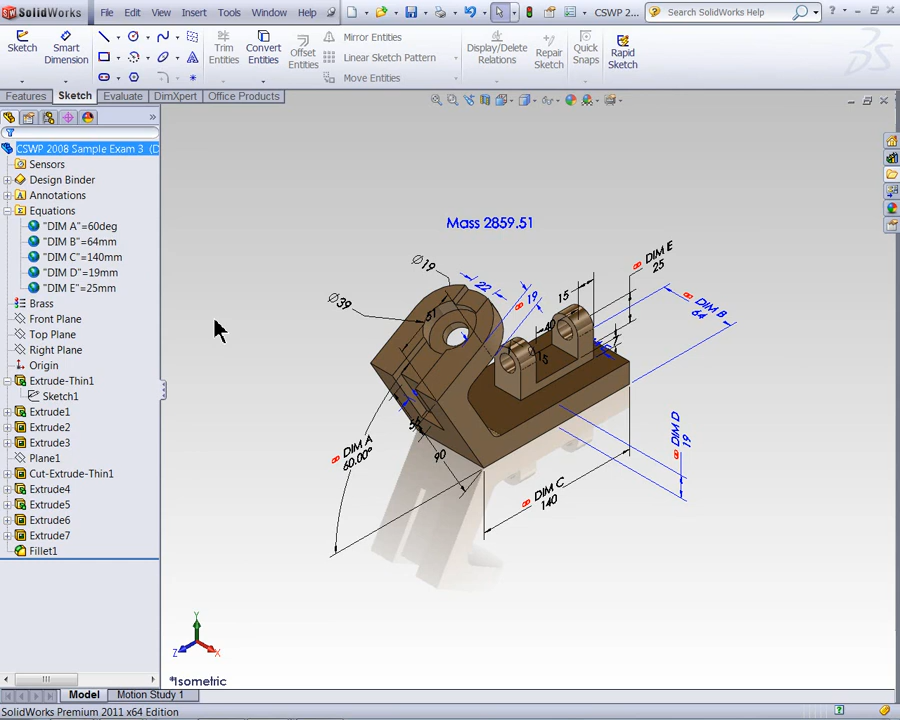 SolidWorks File Edit View Insert Tools Window Help CSWP 2... Search SolidWorks Help
Sketch Smart Dimension Trim Entities Convert Entities Offset Entities Mirror Entities Linear Sketch Pattern Move Entities Display/Delete Relations Repair Sketch Quick Snaps Rapid Sketch
Features Sketch Evaluate DimXpert Office Products
CSWP 2008 Sample Exam 3 (D
Sensors
Design Binder
Annotations
Equations
"DIM A"=60deg
"DIM B"=64mm
"DIM C"=140mm
"DIM D"=19mm
"DIM E"=25mm
Brass
Front Plane
Top Plane
Right Plane
Origin
Extrude-Thin1
Sketch1
Extrude1
Extrude2
Extrude3
Plane1
Cut-Extrude-Thin1
Extrude4
Extrude5
Extrude6
Extrude7
Fillet1
Mass 2859.51
Ø19
Ø39
22
19
51
15
40
15
DIM E
25
DIM B
64
DIM A
60.00°
90
DIM C
140
DIM D
19
Y
Z
X
*Isometric
Model Motion Study 1
SolidWorks Premium 2011 x64 Edition